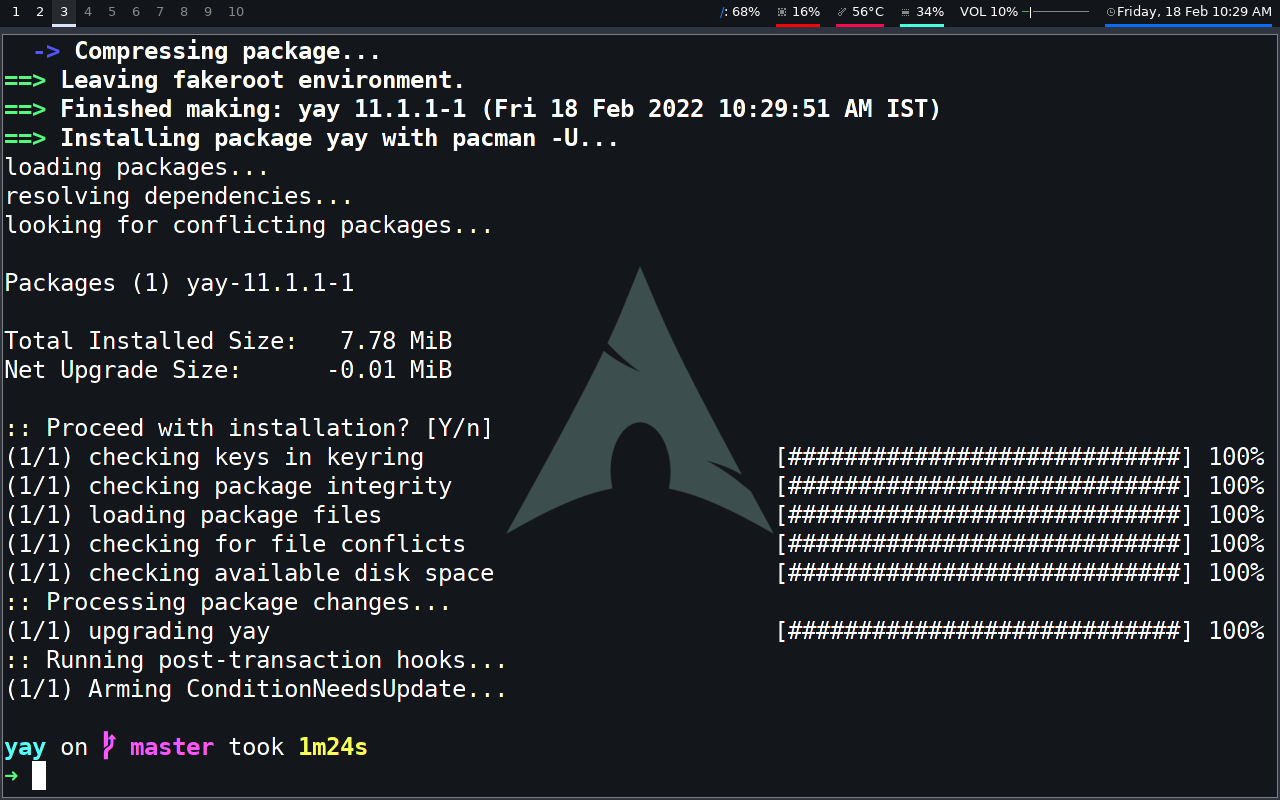 1 2 3 4 5 6 7 8 9 10 /: 68% 16% 56°C 34% VOL 10% Friday, 18 Feb 10:29 AM
-> Compressing package...
==> Leaving fakeroot environment.
==> Finished making: yay 11.1.1-1 (Fri 18 Feb 2022 10:29:51 AM IST)
==> Installing package yay with pacman -U...
loading packages...
resolving dependencies...
looking for conflicting packages...
Packages (1) yay-11.1.1-1
Total Installed Size:   7.78 MiB
Net Upgrade Size:      -0.01 MiB
:: Proceed with installation? [Y/n]
(1/1) checking keys in keyring [############################] 100%
(1/1) checking package integrity [############################] 100%
(1/1) loading package files [############################] 100%
(1/1) checking for file conflicts [############################] 100%
(1/1) checking available disk space [############################] 100%
:: Processing package changes...
(1/1) upgrading yay [############################] 100%
:: Running post-transaction hooks...
(1/1) Arming ConditionNeedsUpdate...
yay on master took 1m24s
➜